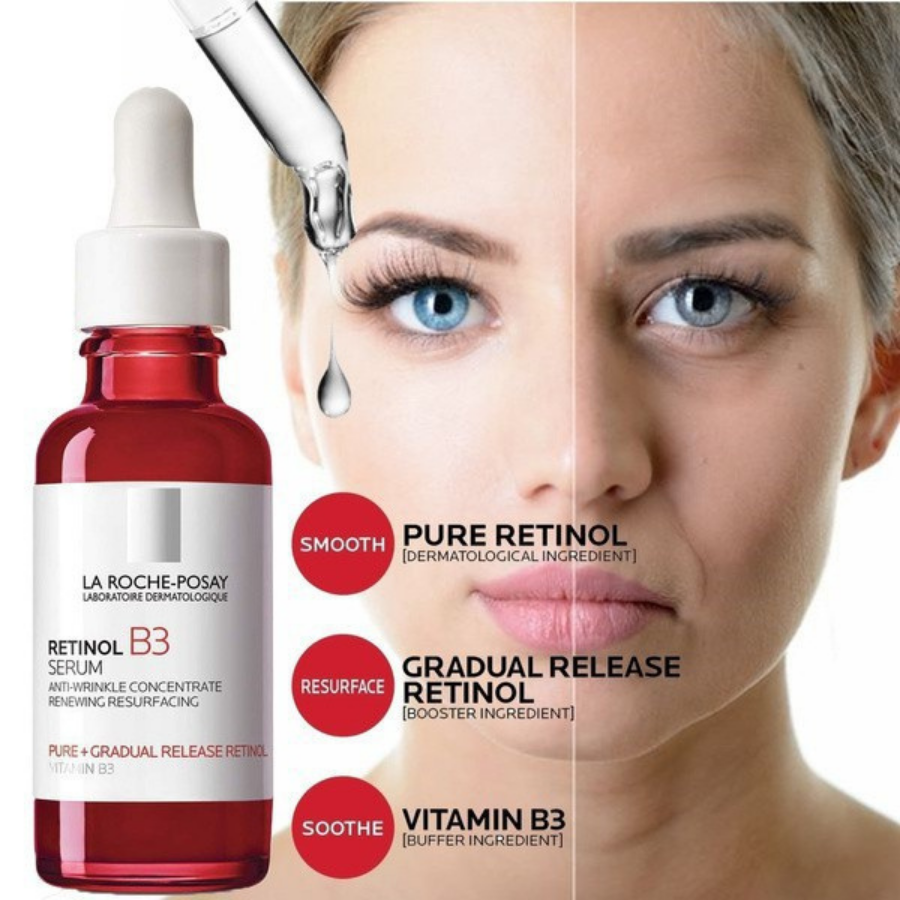 LA ROCHE-POSAY
LABORATOIRE DERMATOLOGIQUE
RETINOL B3
SERUM
ANTI-WRINKLE CONCENTRATE
RENEWING RESURFACING
PURE + GRADUAL RELEASE RETINOL
VITAMIN B3
SMOOTH
PURE RETINOL
[DERMATOLOGICAL INGREDIENT]
RESURFACE
GRADUAL RELEASE
RETINOL
[BOOSTER INGREDIENT]
SOOTHE
VITAMIN B3
[BUFFER INGREDIENT]